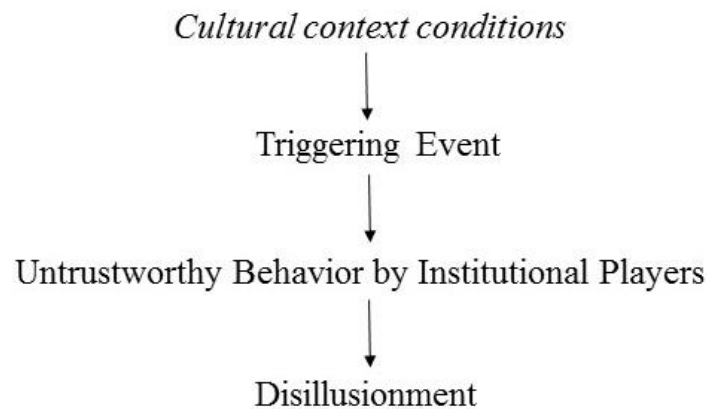 Cultural context conditions
Triggering Event
Untrustworthy Behavior by Institutional Players
Disillusionment